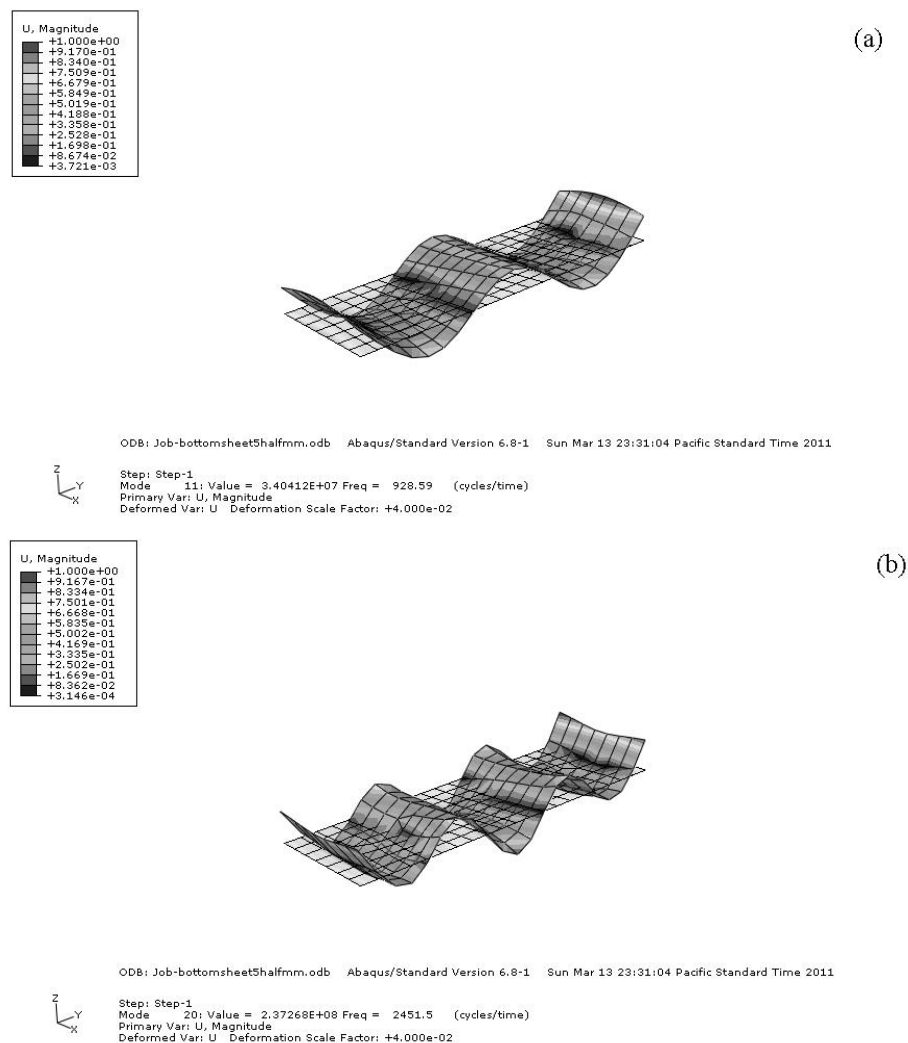 U, Magnitude
+1.000e+00
+9.170e-01
+8.340e-01
+7.509e-01
+6.679e-01
+5.849e-01
+5.019e-01
+4.188e-01
+3.358e-01
+2.528e-01
+1.698e-01
+8.674e-02
+3.721e-03
(a)
ODB: Job-bottomsheet5halfmm.odb Abaqus/Standard Version 6.8-1 Sun Mar 13 23:31:04 Pacific Standard Time 2011
Z
Y
X
Step: Step-1
Mode 11: Value = 3.40412E+07 Freq = 928.59 (cycles/time)
Primary Var: U, Magnitude
Deformed Var: U Deformation Scale Factor: +4.000e-02
U, Magnitude
+1.000e+00
+9.167e-01
+8.334e-01
+7.501e-01
+6.668e-01
+5.835e-01
+5.002e-01
+4.169e-01
+3.335e-01
+2.502e-01
+1.669e-01
+8.362e-02
+3.146e-04
(b)
ODB: Job-bottomsheet5halfmm.odb Abaqus/Standard Version 6.8-1 Sun Mar 13 23:31:04 Pacific Standard Time 2011
Z
Y
X
Step: Step-1
Mode 20: Value = 2.37268E+08 Freq = 2451.5 (cycles/time)
Primary Var: U, Magnitude
Deformed Var: U Deformation Scale Factor: +4.000e-02